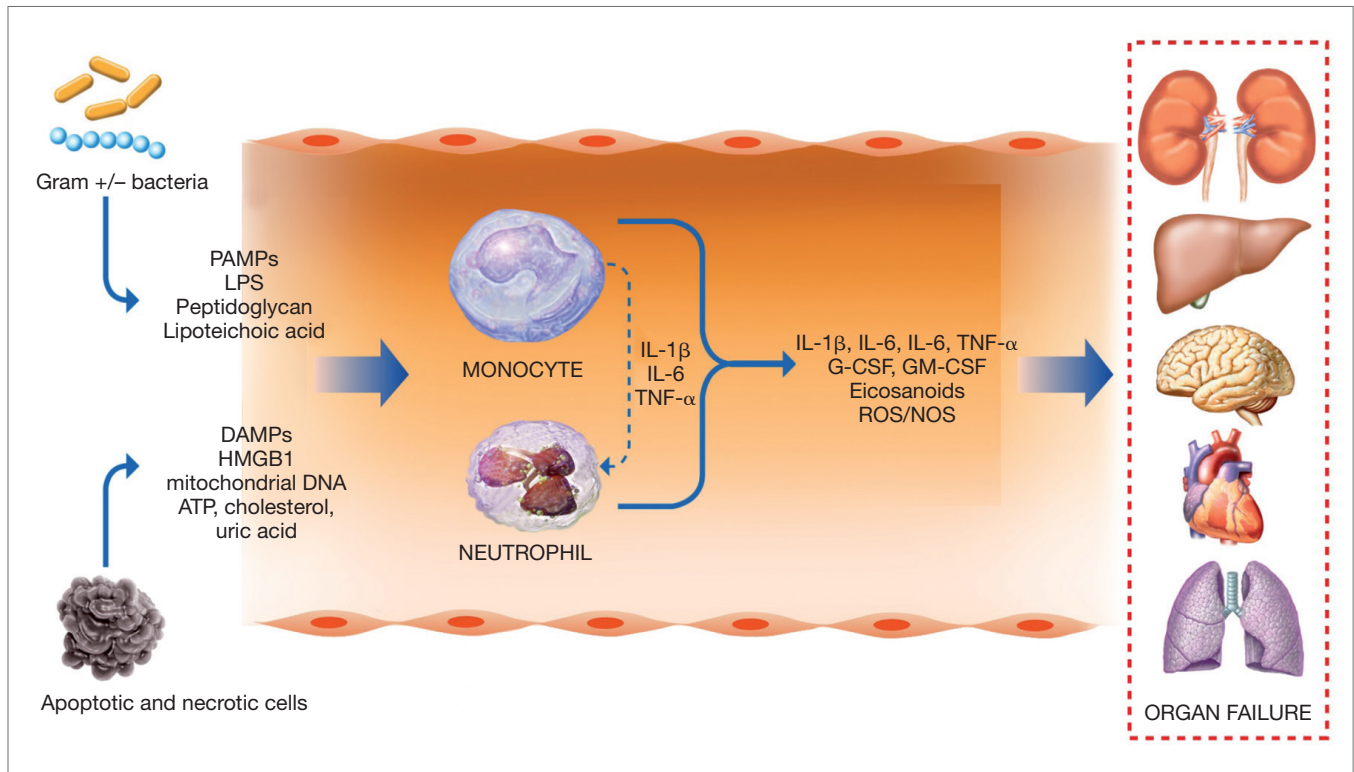 Gram +/– bacteria
PAMPs
LPS
Peptidoglycan
Lipoteichoic acid
DAMPs
HMGB1
mitochondrial DNA
ATP, cholesterol,
uric acid
Apoptotic and necrotic cells
MONOCYTE
IL-1β
IL-6
TNF-α
NEUTROPHIL
IL-1β, IL-6, IL-6, TNF-α
G-CSF, GM-CSF
Eicosanoids
ROS/NOS
ORGAN FAILURE